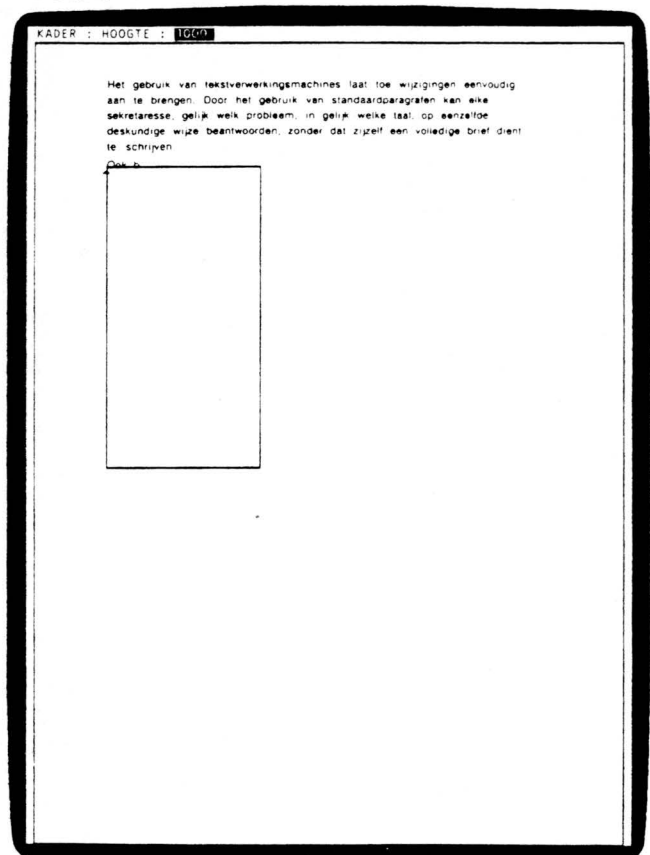 KADER : HOOGTE : 1600
Het gebruik van tekstverwerkingsmachines laat toe wijzigingen eenvoudig
aan te brengen. Door het gebruik van standaardparagrafen kan elke
sekretaresse, gelijk welk probleem, in gelijk welke taal, op eenzelfde
deskundige wijze beantwoorden, zonder dat zijzelf een volledige brief dient
te schrijven
Ook b